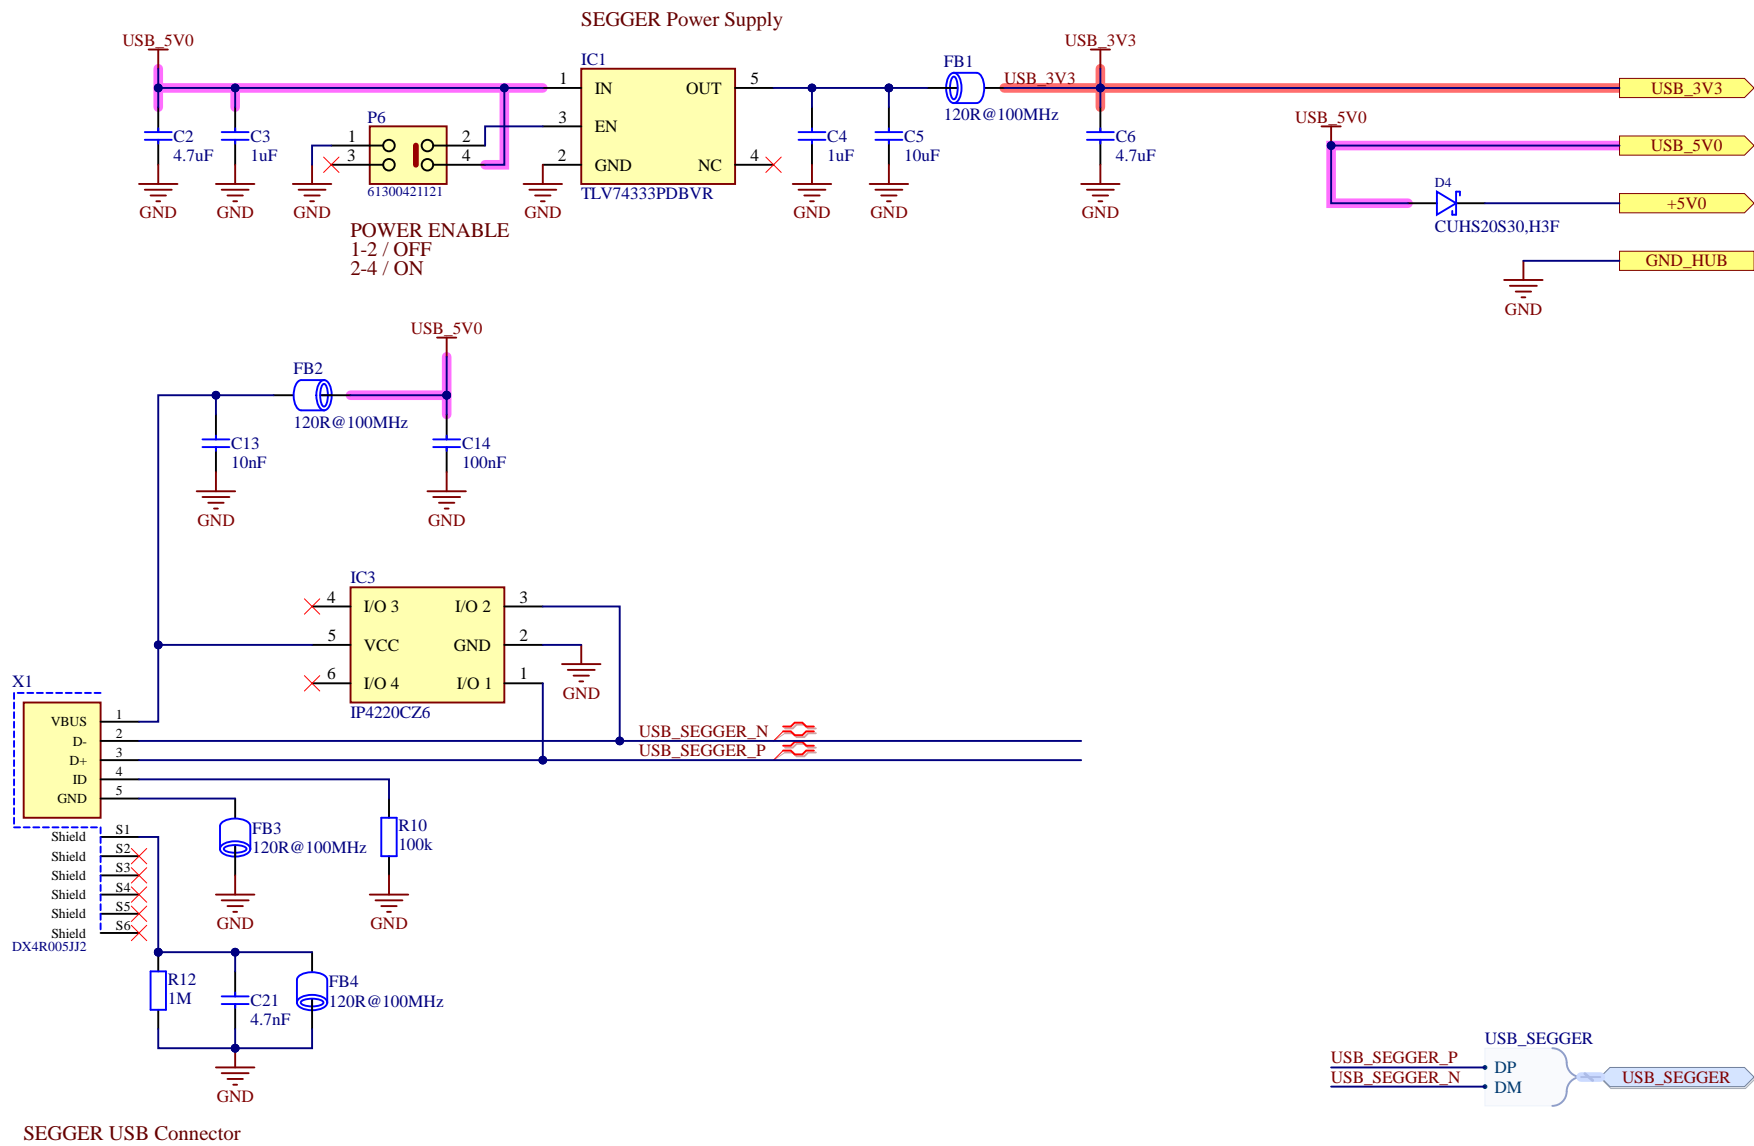 SEGGER Power Supply
USB_5V0
C2
4.7uF
GND
C3
1uF
GND
P6
1
3
2
4
61300421121
GND
POWER ENABLE
1-2 / OFF
2-4 / ON
IC1
1
IN
OUT
5
3
EN
2
GND
NC
4
TLV74333PDBVR
GND
C4
1uF
GND
C5
10uF
GND
FB1
120R@100MHz
USB_3V3
USB_3V3
C6
4.7uF
GND
USB_3V3
USB_5V0
USB_5V0
D4
CUHS20S30,H3F
+5V0
GND_HUB
GND
USB_5V0
FB2
120R@100MHz
C13
10nF
GND
C14
100nF
GND
IC3
4
I/O 3
I/O 2
3
5
VCC
GND
2
6
I/O 4
I/O 1
1
IP4220CZ6
GND
X1
VBUS
1
D-
2
D+
3
ID
4
GND
5
Shield
S1
Shield
S2
Shield
S3
Shield
S4
Shield
S5
Shield
S6
DX4R005JJ2
USB_SEGGER_N
USB_SEGGER_P
FB3
120R@100MHz
GND
R10
100k
GND
R12
1M
C21
4.7nF
FB4
120R@100MHz
GND
USB_SEGGER
USB_SEGGER_P
DP
USB_SEGGER_N
DM
USB_SEGGER
SEGGER USB Connector